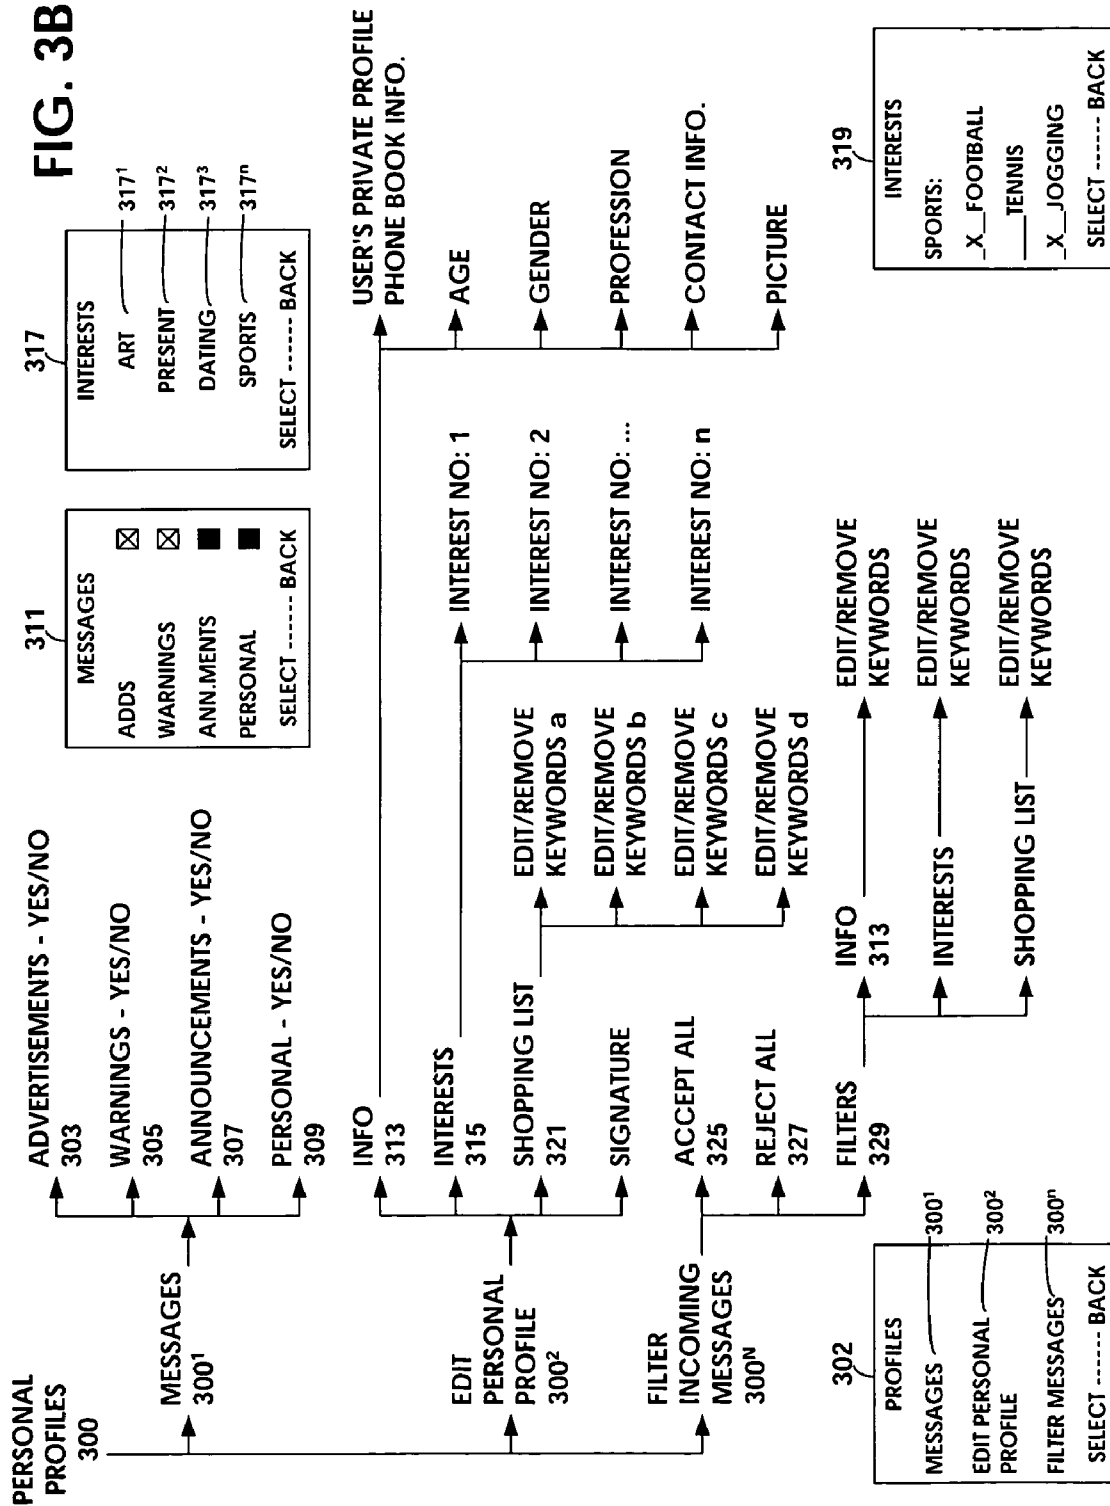 FIG. 3B
PERSONAL
PROFILES
300
MESSAGES
300¹
ADVERTISEMENTS - YES/NO
303
WARNINGS - YES/NO
305
ANNOUNCEMENTS - YES/NO
307
PERSONAL - YES/NO
309
311
MESSAGES
ADDS
WARNINGS
ANN.MENTS
PERSONAL
SELECT ------ BACK
317
INTERESTS
ART 317¹
PRESENT 317²
DATING 317³
SPORTS 317ⁿ
SELECT ------ BACK
EDIT
PERSONAL
PROFILE
300²
INFO
313
USER'S PRIVATE PROFILE
PHONE BOOK INFO.
AGE
GENDER
PROFESSION
CONTACT INFO.
PICTURE
INTERESTS
315
INTEREST NO: 1
INTEREST NO: 2
INTEREST NO: ...
INTEREST NO: n
SHOPPING LIST
321
EDIT/REMOVE
KEYWORDS a
EDIT/REMOVE
KEYWORDS b
EDIT/REMOVE
KEYWORDS c
EDIT/REMOVE
KEYWORDS d
SIGNATURE
FILTER
INCOMING
MESSAGES
300ᴺ
ACCEPT ALL
325
REJECT ALL
327
FILTERS
329
INFO
313
EDIT/REMOVE
KEYWORDS
INTERESTS
EDIT/REMOVE
KEYWORDS
SHOPPING LIST
EDIT/REMOVE
KEYWORDS
302
PROFILES
MESSAGES 300¹
EDIT PERSONAL 300²
PROFILE
FILTER MESSAGES 300ⁿ
SELECT ------ BACK
319
INTERESTS
SPORTS:
_X_FOOTBALL
___TENNIS
_X_JOGGING
SELECT ------ BACK